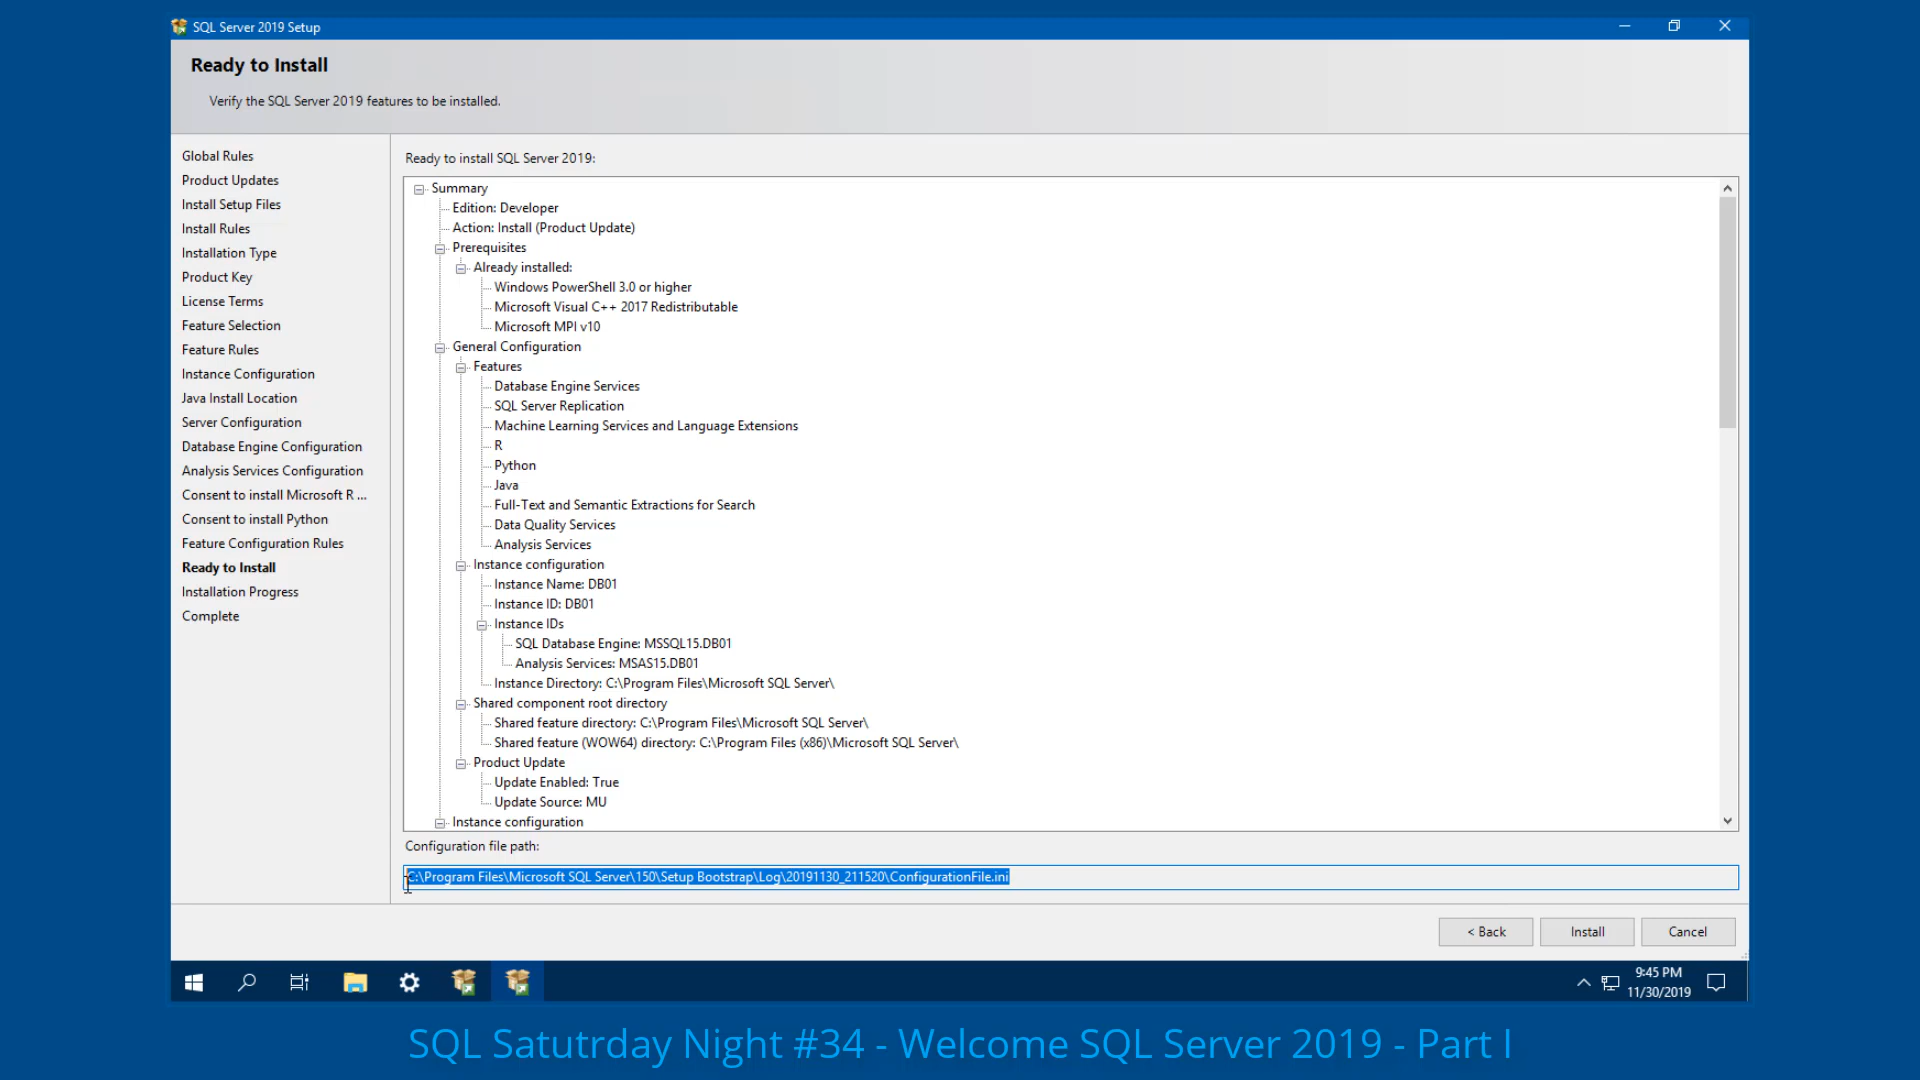 SQL Server 2019 Setup
Ready to Install
Verify the SQL Server 2019 features to be installed.
Global Rules
Product Updates
Install Setup Files
Install Rules
Installation Type
Product Key
License Terms
Feature Selection
Feature Rules
Instance Configuration
Java Install Location
Server Configuration
Database Engine Configuration
Analysis Services Configuration
Consent to install Microsoft R ...
Consent to install Python
Feature Configuration Rules
Ready to Install
Installation Progress
Complete
Ready to install SQL Server 2019:
Summary
Edition: Developer
Action: Install (Product Update)
Prerequisites
Already installed:
Windows PowerShell 3.0 or higher
Microsoft Visual C++ 2017 Redistributable
Microsoft MPI v10
General Configuration
Features
Database Engine Services
SQL Server Replication
Machine Learning Services and Language Extensions
R
Python
Java
Full-Text and Semantic Extractions for Search
Data Quality Services
Analysis Services
Instance configuration
Instance Name: DB01
Instance ID: DB01
Instance IDs
SQL Database Engine: MSSQL15.DB01
Analysis Services: MSAS15.DB01
Instance Directory: C:\Program Files\Microsoft SQL Server\
Shared component root directory
Shared feature directory: C:\Program Files\Microsoft SQL Server\
Shared feature (WOW64) directory: C:\Program Files (x86)\Microsoft SQL Server\
Product Update
Update Enabled: True
Update Source: MU
Instance configuration
Configuration file path:
C:\Program Files\Microsoft SQL Server\150\Setup Bootstrap\Log\20191130_211520\ConfigurationFile.ini
< Back
Install
Cancel
9:45 PM
11/30/2019
SQL Satutrday Night #34 - Welcome SQL Server 2019 - Part I